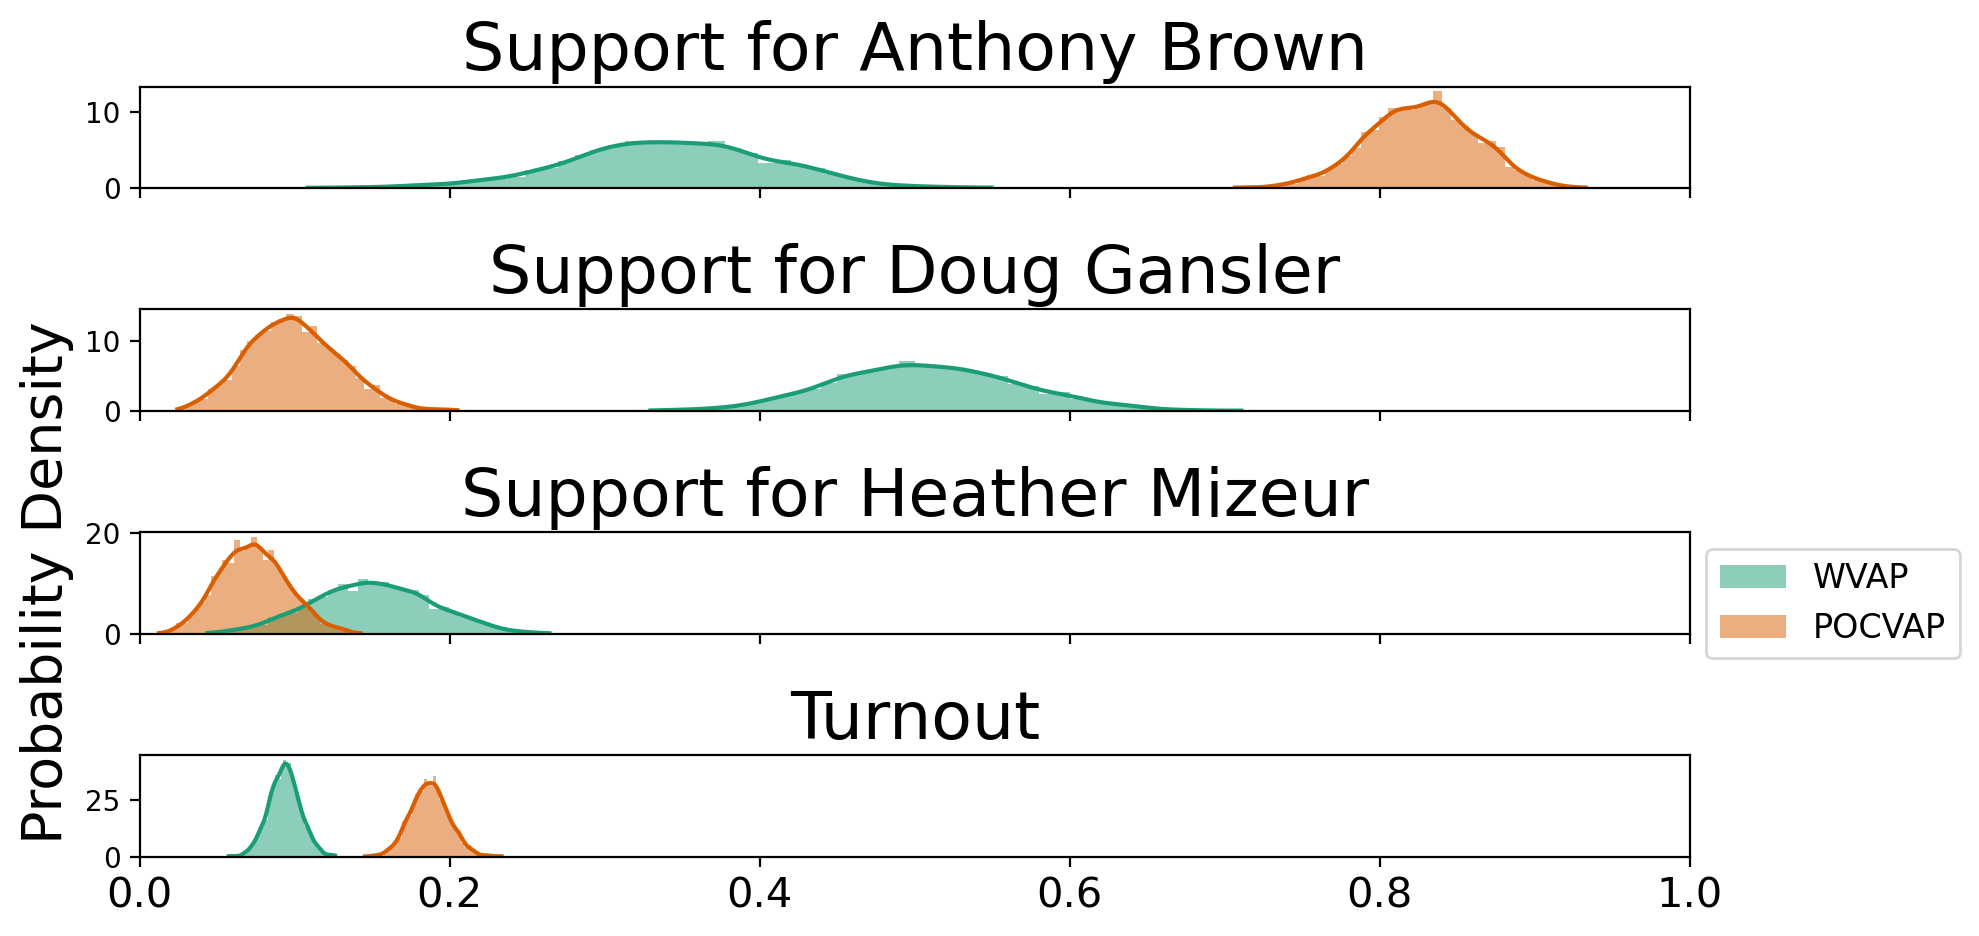 Support for Anthony Brown
10
0
Support for Doug Gansler
10
0
Support for Heather Mizeur
20
0
Turnout
25
0
0.0 0.2 0.4 0.6 0.8 1.0
Probability Density
WVAP
POCVAP